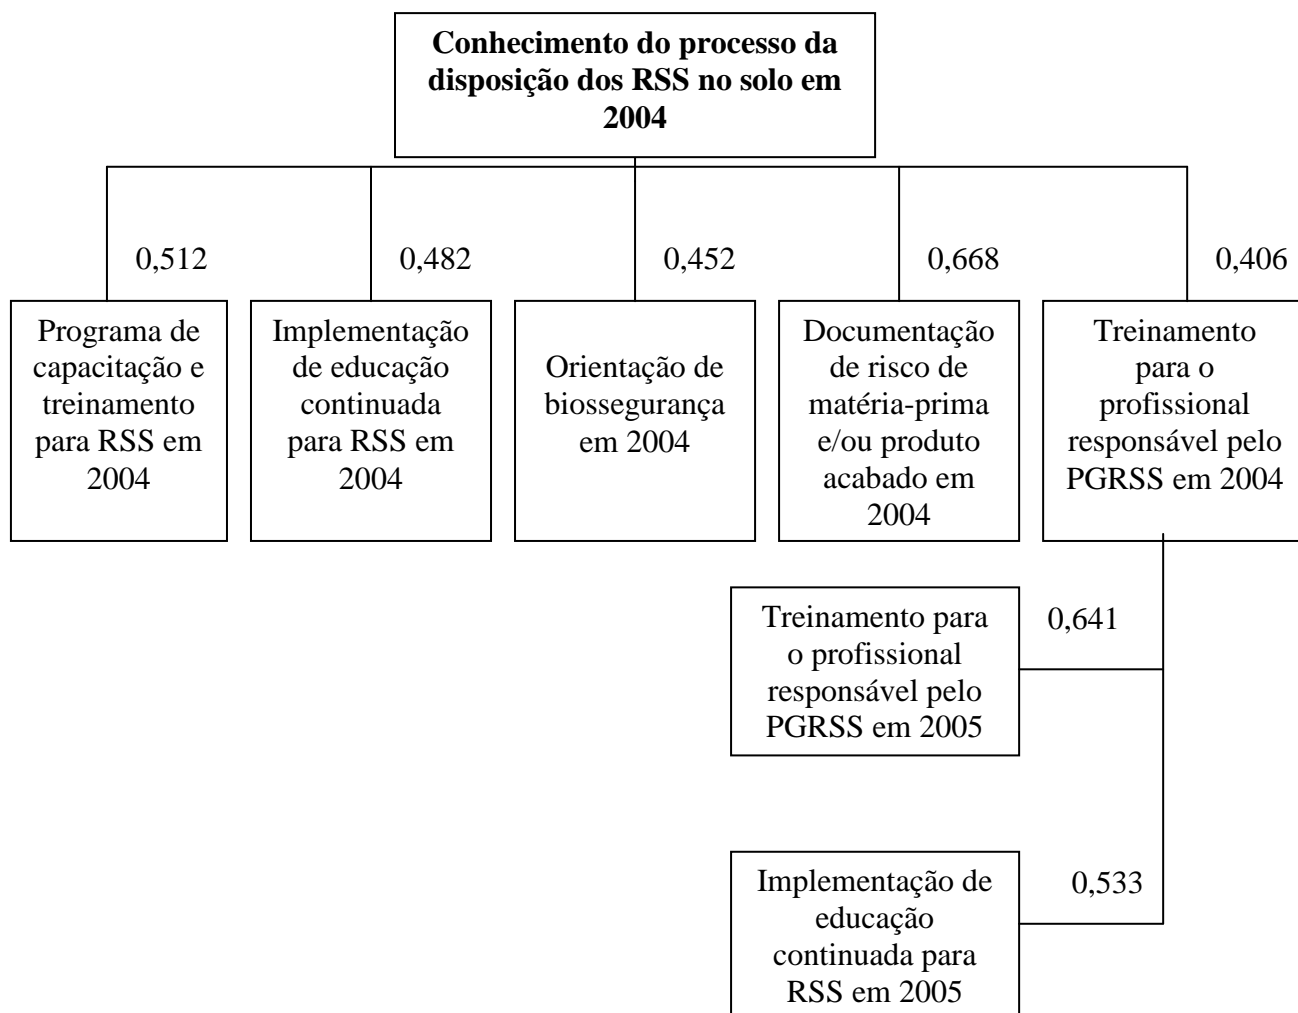 Conhecimento do processo da
disposição dos RSS no solo em
2004
0,512
0,482
0,452
0,668
0,406
Programa de
capacitação e
treinamento
para RSS em
2004
Implementação
de educação
continuada
para RSS em
2004
Orientação de
biossegurança
em 2004
Documentação
de risco de
matéria-prima
e/ou produto
acabado em
2004
Treinamento
para o
profissional
responsável pelo
PGRSS em 2004
Treinamento para
o profissional
responsável pelo
PGRSS em 2005
0,641
Implementação de
educação
continuada para
RSS em 2005
0,533